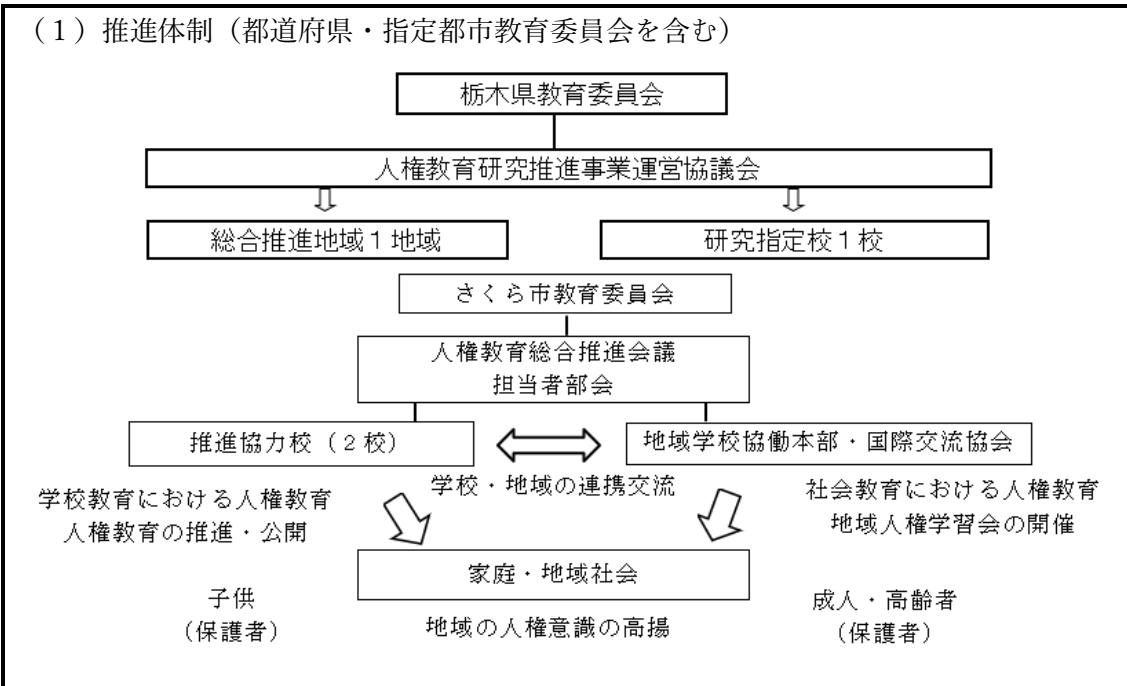 （１）推進体制（都道府県・指定都市教育委員会を含む）
栃木県教育委員会
人権教育研究推進事業運営協議会
総合推進地域１地域
研究指定校１校
さくら市教育委員会
人権教育総合推進会議
担当者部会
推進協力校（２校）
地域学校協働本部・国際交流協会
学校・地域の連携交流
学校教育における人権教育
人権教育の推進・公開
社会教育における人権教育
地域人権学習会の開催
家庭・地域社会
子供
（保護者）
地域の人権意識の高揚
成人・高齢者
（保護者）